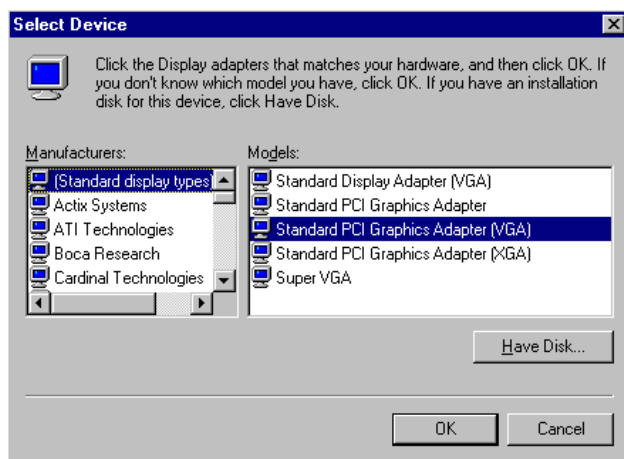 Select Device
Click the Display adapters that matches your hardware, and then click OK. If
you don't know which model you have, click OK. If you have an installation
disk for this device, click Have Disk.
Manufacturers:
(Standard display types)
Actix Systems
ATI Technologies
Boca Research
Cardinal Technologies
Models:
Standard Display Adapter (VGA)
Standard PCI Graphics Adapter
Standard PCI Graphics Adapter (VGA)
Standard PCI Graphics Adapter (XGA)
Super VGA
Have Disk...
OK
Cancel